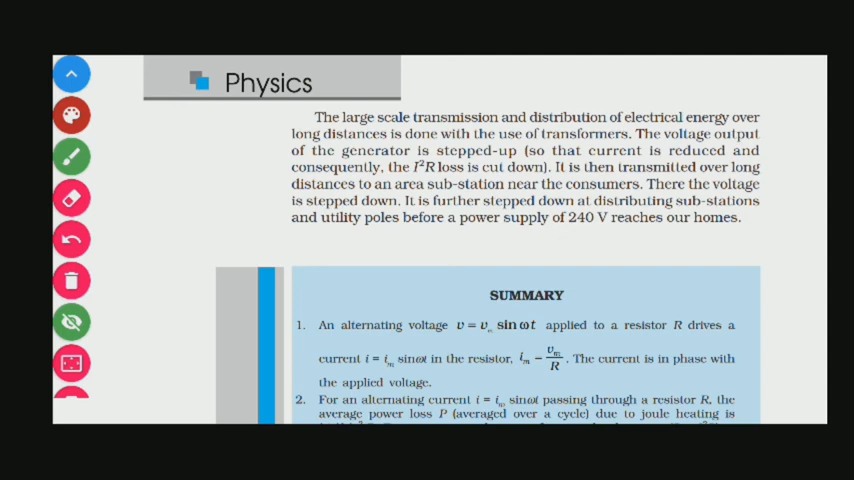 Physics
The large scale transmission and distribution of electrical energy over
long distances is done with the use of transformers. The voltage output
of the generator is stepped-up (so that current is reduced and
consequently, the I²R loss is cut down). It is then transmitted over long
distances to an area sub-station near the consumers. There the voltage
is stepped down. It is further stepped down at distributing sub-stations
and utility poles before a power supply of 240 V reaches our homes.
SUMMARY
1. An alternating voltage v = vₘ sin ωt applied to a resistor R drives a
current i = iₘ sinωt in the resistor, iₘ = vₘ/R . The current is in phase with
the applied voltage.
2. For an alternating current i = iₘ sinωt passing through a resistor R, the
average power loss P (averaged over a cycle) due to joule heating is